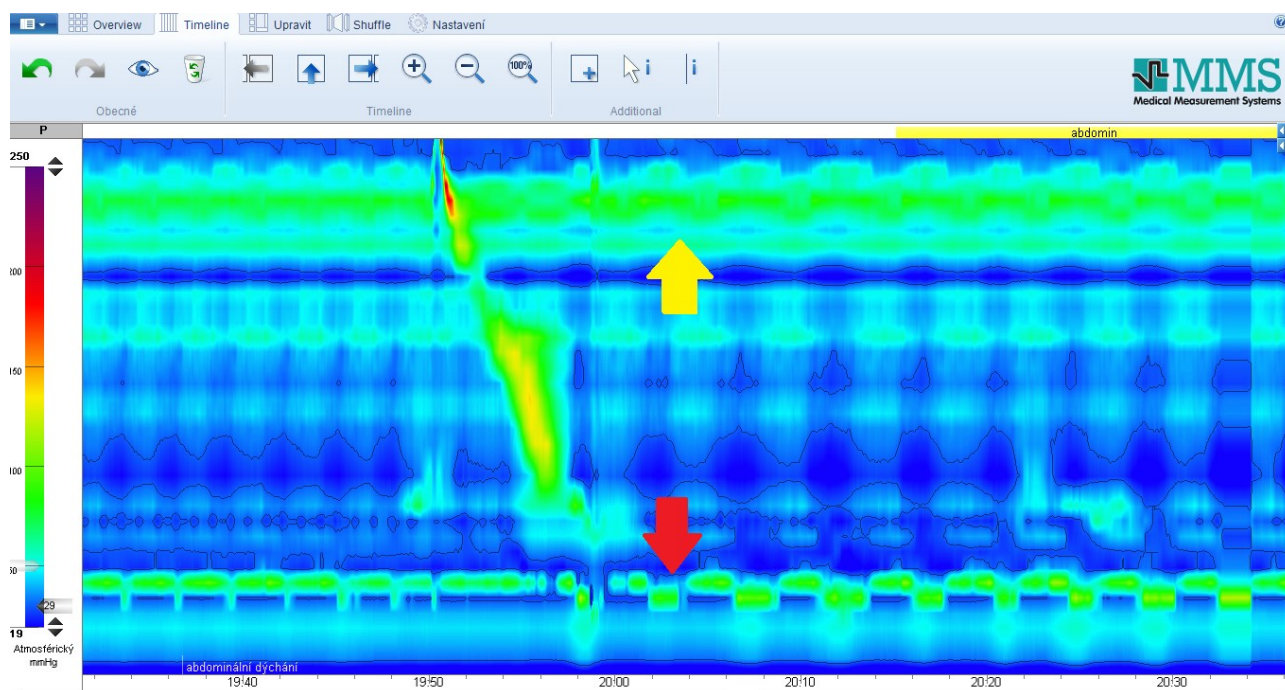 Overview Timeline Upravit Shuffle Nastavení
100%
Obecné Timeline Additional
MMS
Medical Measurement Systems
P
abdomin
250
200
150
100
50
29
19
Atmosférický
mmHg
abdominální dýchání
19:40 19:50 20:00 20:10 20:20 20:30